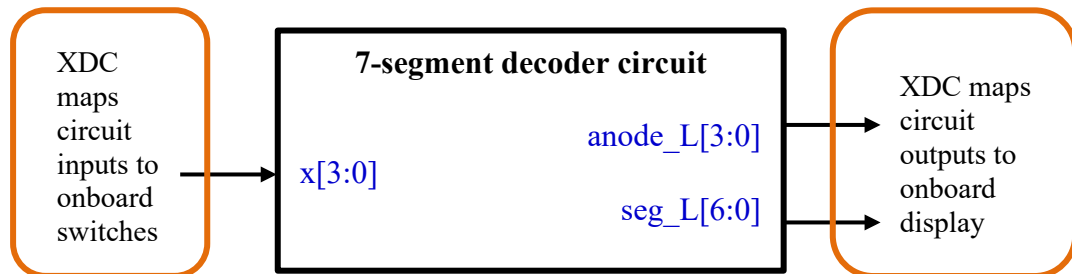 XDC
maps
circuit
inputs to
onboard
switches
7-segment decoder circuit
x[3:0]
anode_L[3:0]
seg_L[6:0]
XDC maps
circuit
outputs to
onboard
display